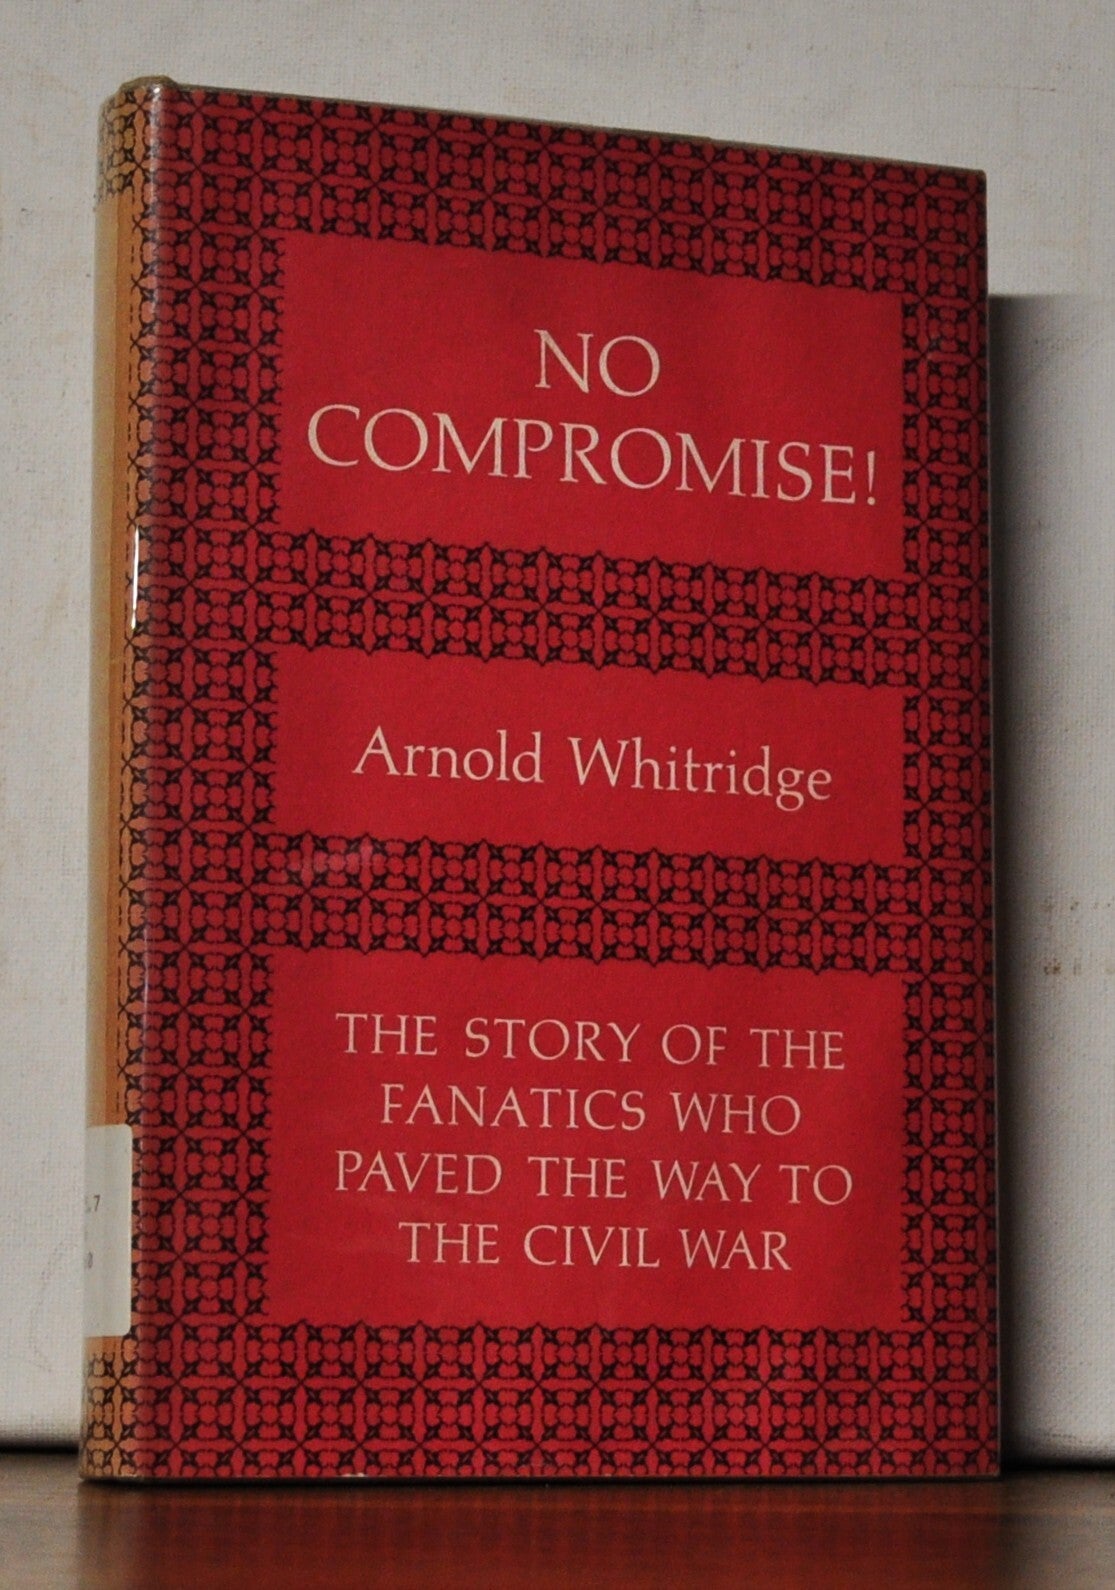 NO
COMPROMISE!
Arnold Whitridge
THE STORY OF THE
FANATICS WHO
PAVED THE WAY TO
THE CIVIL WAR